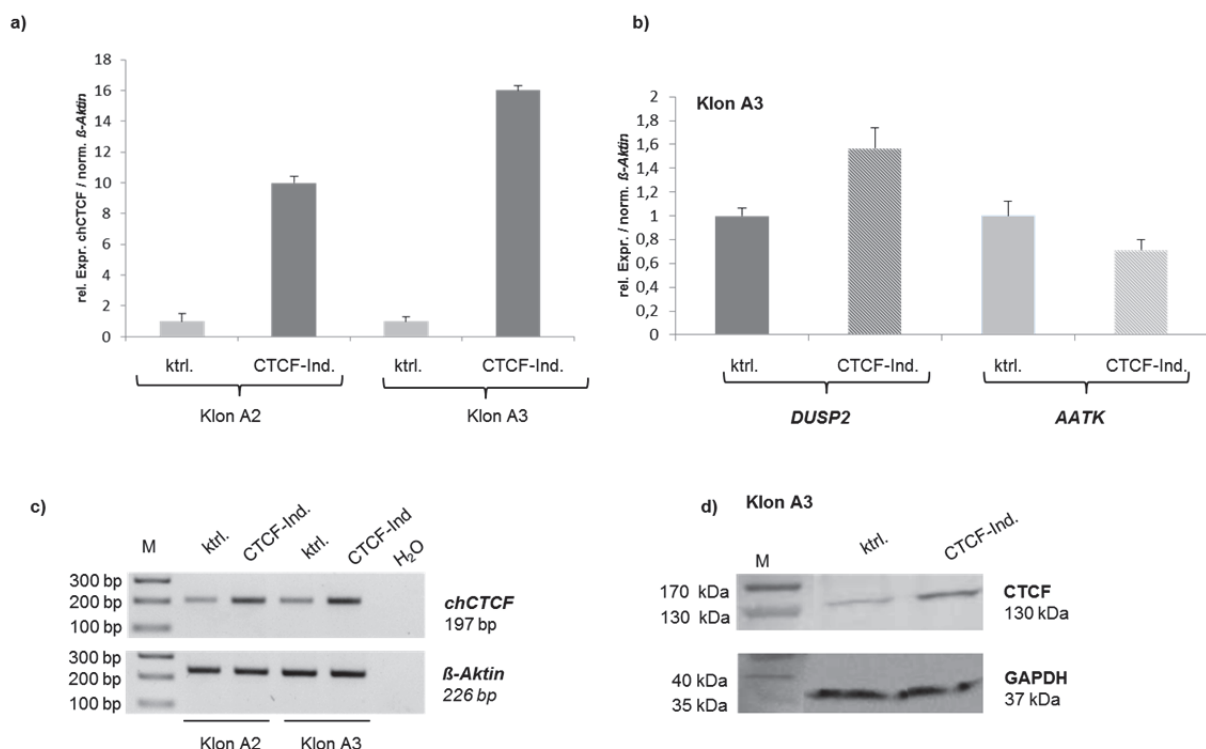 a)
rel. Expr. chCTCF / norm. ß-Aktin
18
16
14
12
10
8
6
4
2
0
ktrl.
CTCF-Ind.
ktrl.
CTCF-Ind.
Klon A2
Klon A3
b)
Klon A3
rel. Expr. / norm. ß-Aktin
2
1,8
1,6
1,4
1,2
1
0,8
0,6
0,4
0,2
0
ktrl.
CTCF-Ind.
ktrl.
CTCF-Ind.
DUSP2
AATK
c)
M
ktrl.
CTCF-Ind.
ktrl.
CTCF-Ind
H₂O
300 bp
200 bp
100 bp
chCTCF
197 bp
300 bp
200 bp
100 bp
ß-Aktin
226 bp
Klon A2
Klon A3
d)
Klon A3
M
ktrl.
CTCF-Ind.
170 kDa
130 kDa
CTCF
130 kDa
40 kDa
35 kDa
GAPDH
37 kDa